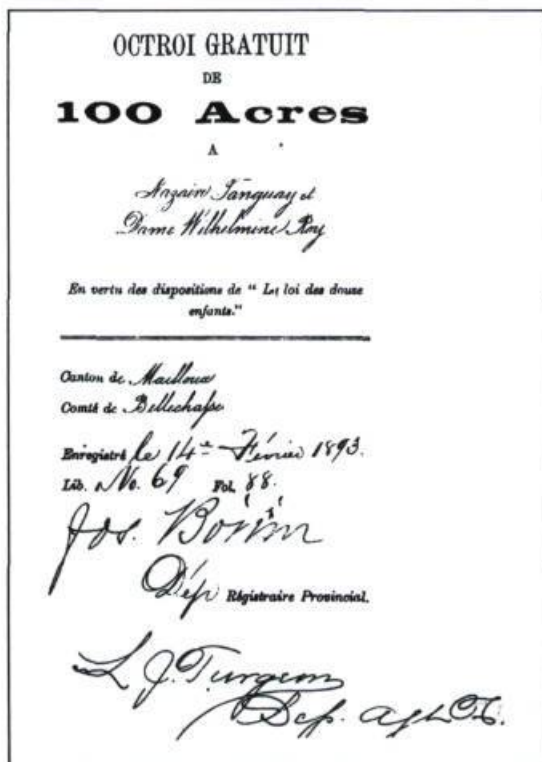 OCTROI GRATUIT
DE
100 Acres
A
Nazaire Tanguay et
Dame Wilhelmine Roy
En vertu des dispositions de " La loi des douze
enfants."
Canton de Mailloux
Comté de Bellechasse
Enregistré le 14e Février 1893.
Lib. No. 69 Fol. 88.
Jos. Boivin
Dép Régistraire Provincial.
L. J. Turgeon
Dep. Agt